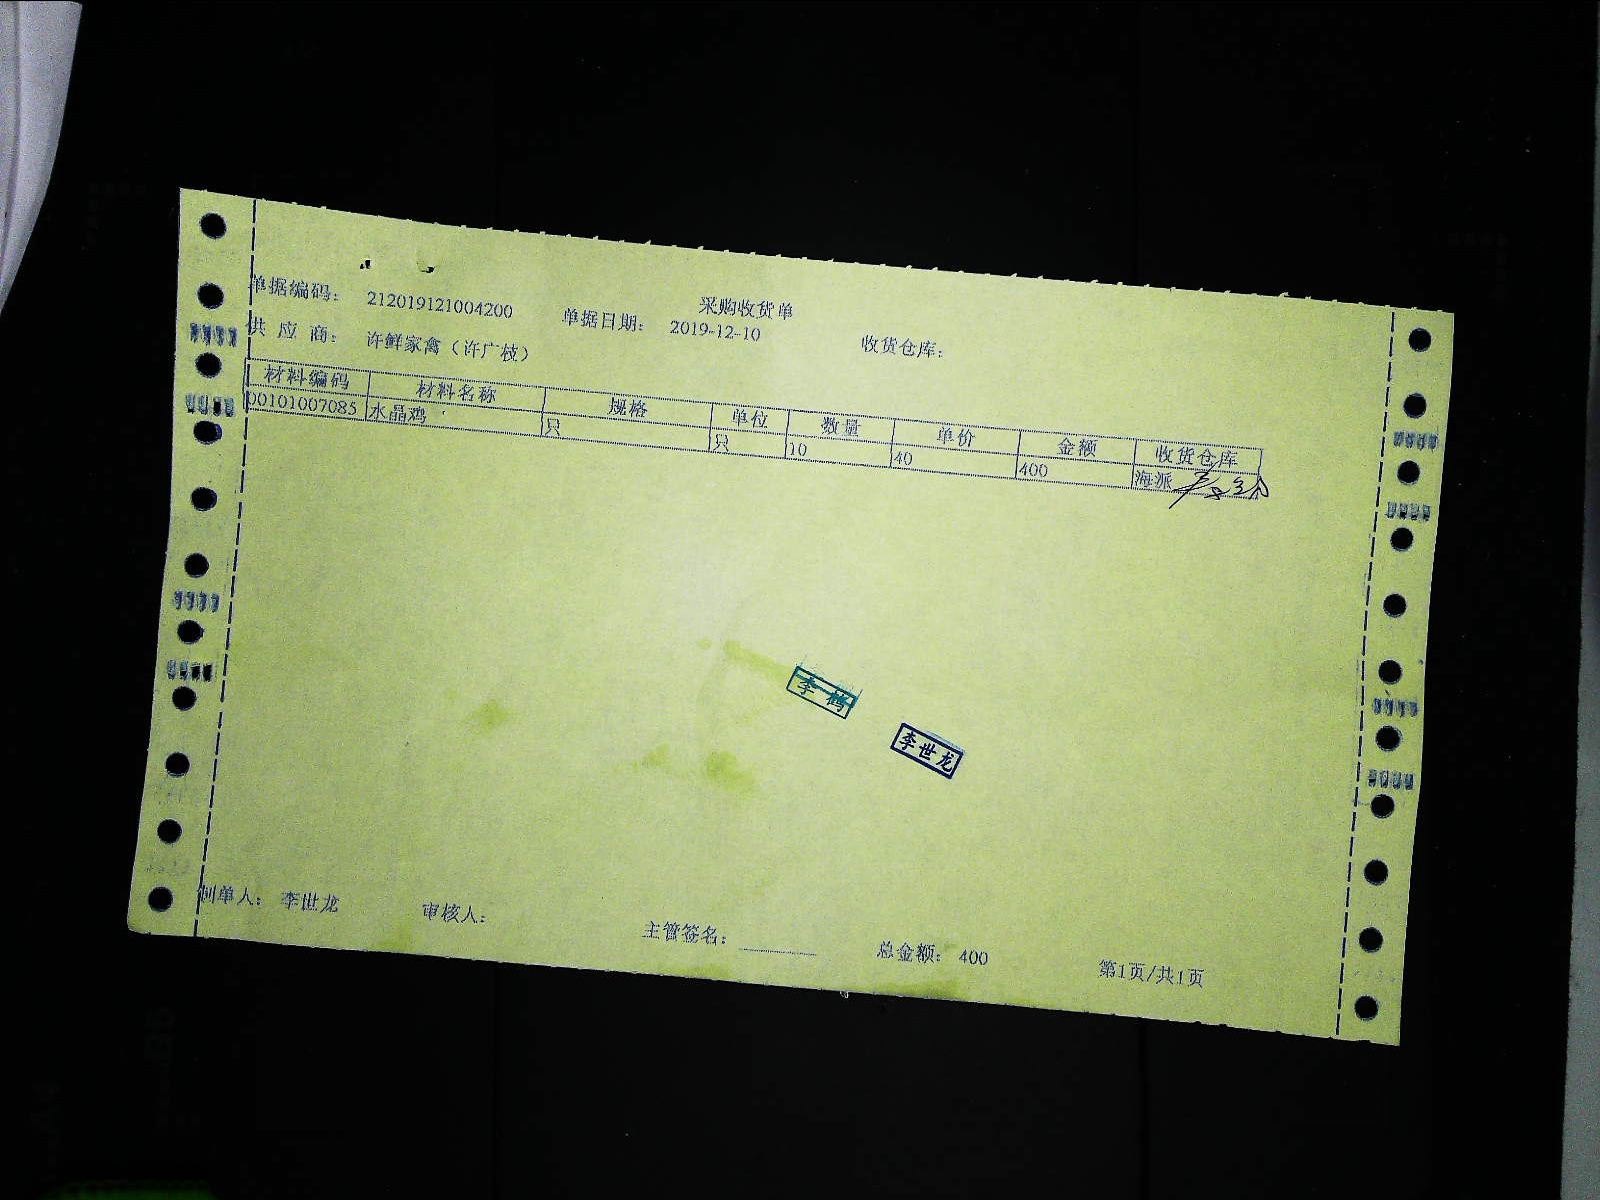 采购收货单
单据编码： 212019121004200 单据日期： 2019-12-10 收货仓库：
供 应 商： 许鲜家禽（许广枝）
材料编码 材料名称 规格 单位 数量 单价 金额 收货仓库
00101007085 水晶鸡 只 只 10 40 400 海派
李鹤
李世龙
制单人： 李世龙 审核人： 主管签名： 总金额： 400 第1页/共1页